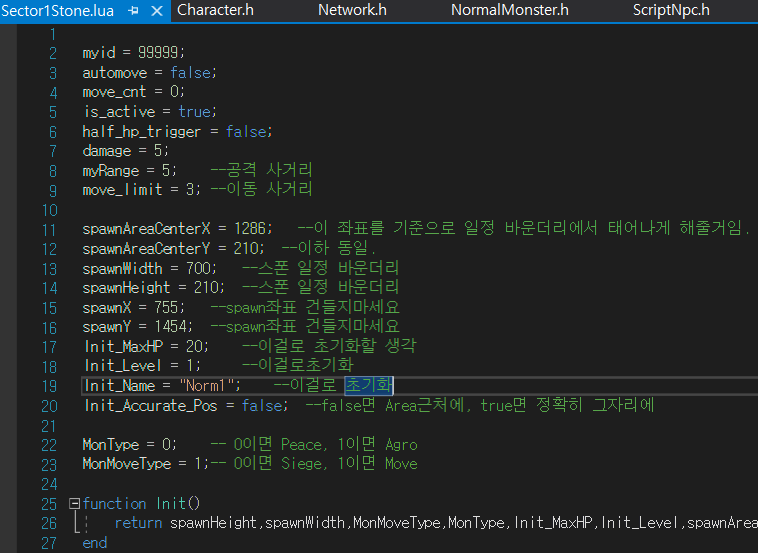 Sector1Stone.lua Character.h Network.h NormalMonster.h ScriptNpc.h
1
2 myid = 99999;
3 automove = false;
4 move_cnt = 0;
5 is_active = true;
6 half_hp_trigger = false;
7 damage = 5;
8 myRange = 5; --공격 사거리
9 move_limit = 3; --이동 사거리
10
11 spawnAreaCenterX = 1286; --이 좌표를 기준으로 일정 바운더리에서 태어나게 해줄거임.
12 spawnAreaCenterY = 210; --이하 동일.
13 spawnWidth = 700; --스폰 일정 바운더리
14 spawnHeight = 210; --스폰 일정 바운더리
15 spawnX = 755; --spawn좌표 건들지마세요
16 spawnY = 1454; --spawn좌표 건들지마세요
17 Init_MaxHP = 20; --이걸로 초기화할 생각
18 Init_Level = 1; --이걸로초기화
19 Init_Name = "Norm1"; --이걸로 초기화
20 Init_Accurate_Pos = false; --false면 Area근처에, true면 정확히 그자리에
21
22 MonType = 0; -- 0이면 Peace, 1이면 Agro
23 MonMoveType = 1;-- 0이면 Siege, 1이면 Move
24
25 function Init()
26 return spawnHeight,spawnWidth,MonMoveType,MonType,Init_MaxHP,Init_Level,spawnArea
27 end